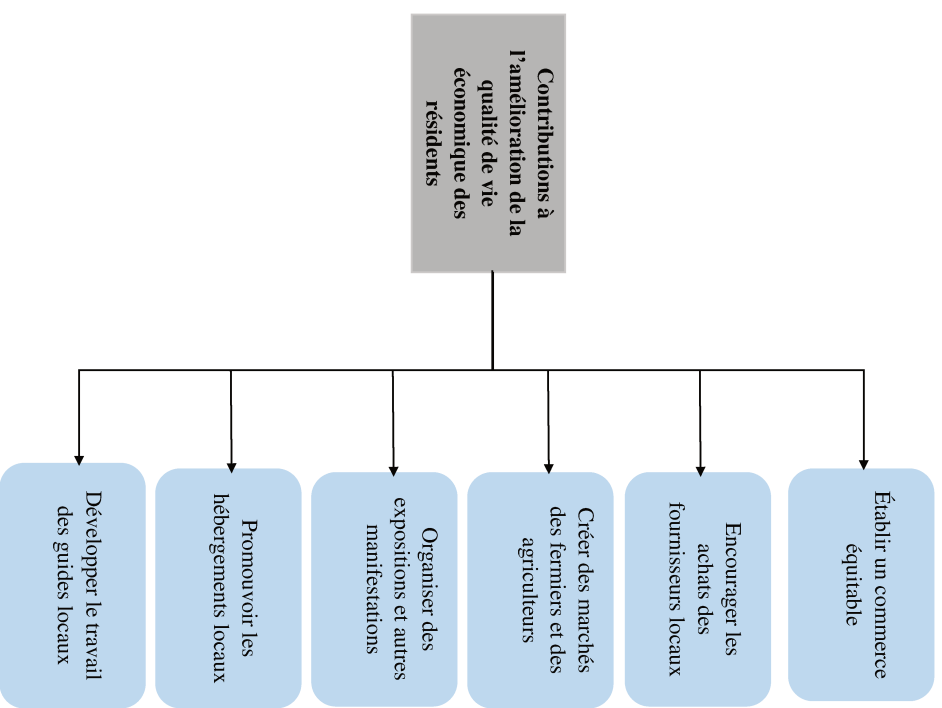 Contributions à
l’amélioration de la
qualité de vie
économique des
résidents
Établir un commerce
équitable
Encourager les
achats des
fournisseurs locaux
Créer des marchés
des fermiers et des
agriculteurs
Organiser des
expositions et autres
manifestations
Promouvoir les
hébergements locaux
Développer le travail
des guides locaux